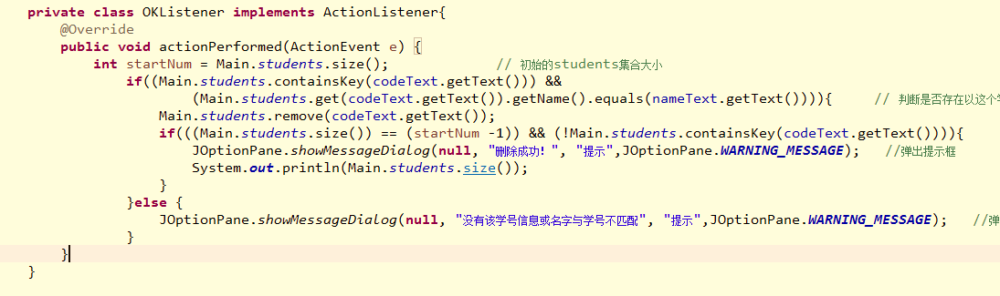 private class OKListener implements ActionListener{
@Override
public void actionPerformed(ActionEvent e) {
int startNum = Main.students.size(); // 初始的students集合大小
if((Main.students.containsKey(codeText.getText())) &&
(Main.students.get(codeText.getText()).getName().equals(nameText.getText()))){ // 判断是否存在以这个
Main.students.remove(codeText.getText());
if(((Main.students.size()) == (startNum -1)) && (!Main.students.containsKey(codeText.getText()))){
JOptionPane.showMessageDialog(null, "删除成功!", "提示",JOptionPane.WARNING_MESSAGE); //弹出提示框
System.out.println(Main.students.size());
}
}else {
JOptionPane.showMessageDialog(null, "没有该学号信息或名字与学号不匹配", "提示",JOptionPane.WARNING_MESSAGE); //弹
}
}
}